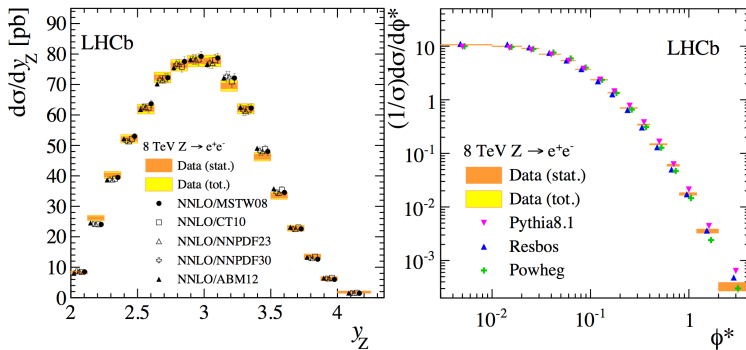 dσ/dy_Z [pb]
90
80
70
60
50
40
30
20
10
0
LHCb
8 TeV Z → e⁺e⁻
Data (stat.)
Data (tot.)
NNLO/MSTW08
NNLO/CT10
NNLO/NNPDF23
NNLO/NNPDF30
NNLO/ABM12
2 2.5 3 3.5 4
y_Z
(1/σ)dσ/dϕ*
10
1
10⁻¹
10⁻²
10⁻³
LHCb
8 TeV Z → e⁺e⁻
Data (stat.)
Data (tot.)
Pythia8.1
Resbos
Powheg
10⁻² 10⁻¹ 1
ϕ*